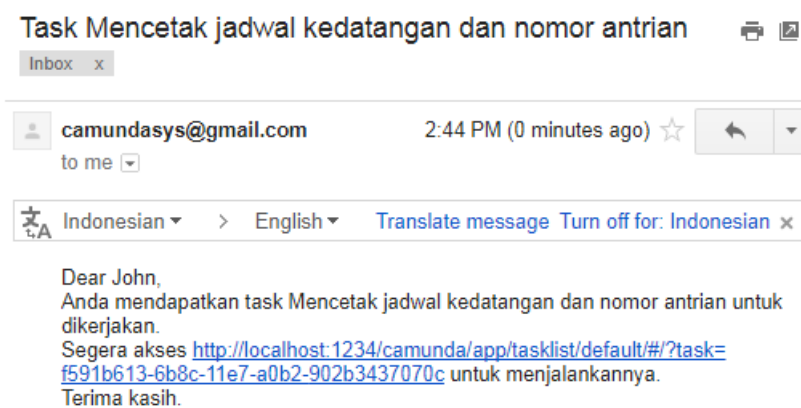 Task Mencetak jadwal kedatangan dan nomor antrian
Inbox x
camundasys@gmail.com 2:44 PM (0 minutes ago)
to me
Indonesian > English Translate message Turn off for: Indonesian x
Dear John,
Anda mendapatkan task Mencetak jadwal kedatangan dan nomor antrian untuk
dikerjakan.
Segera akses http://localhost:1234/camunda/app/tasklist/default/#/?task=
f591b613-6b8c-11e7-a0b2-902b3437070c untuk menjalankannya.
Terima kasih.